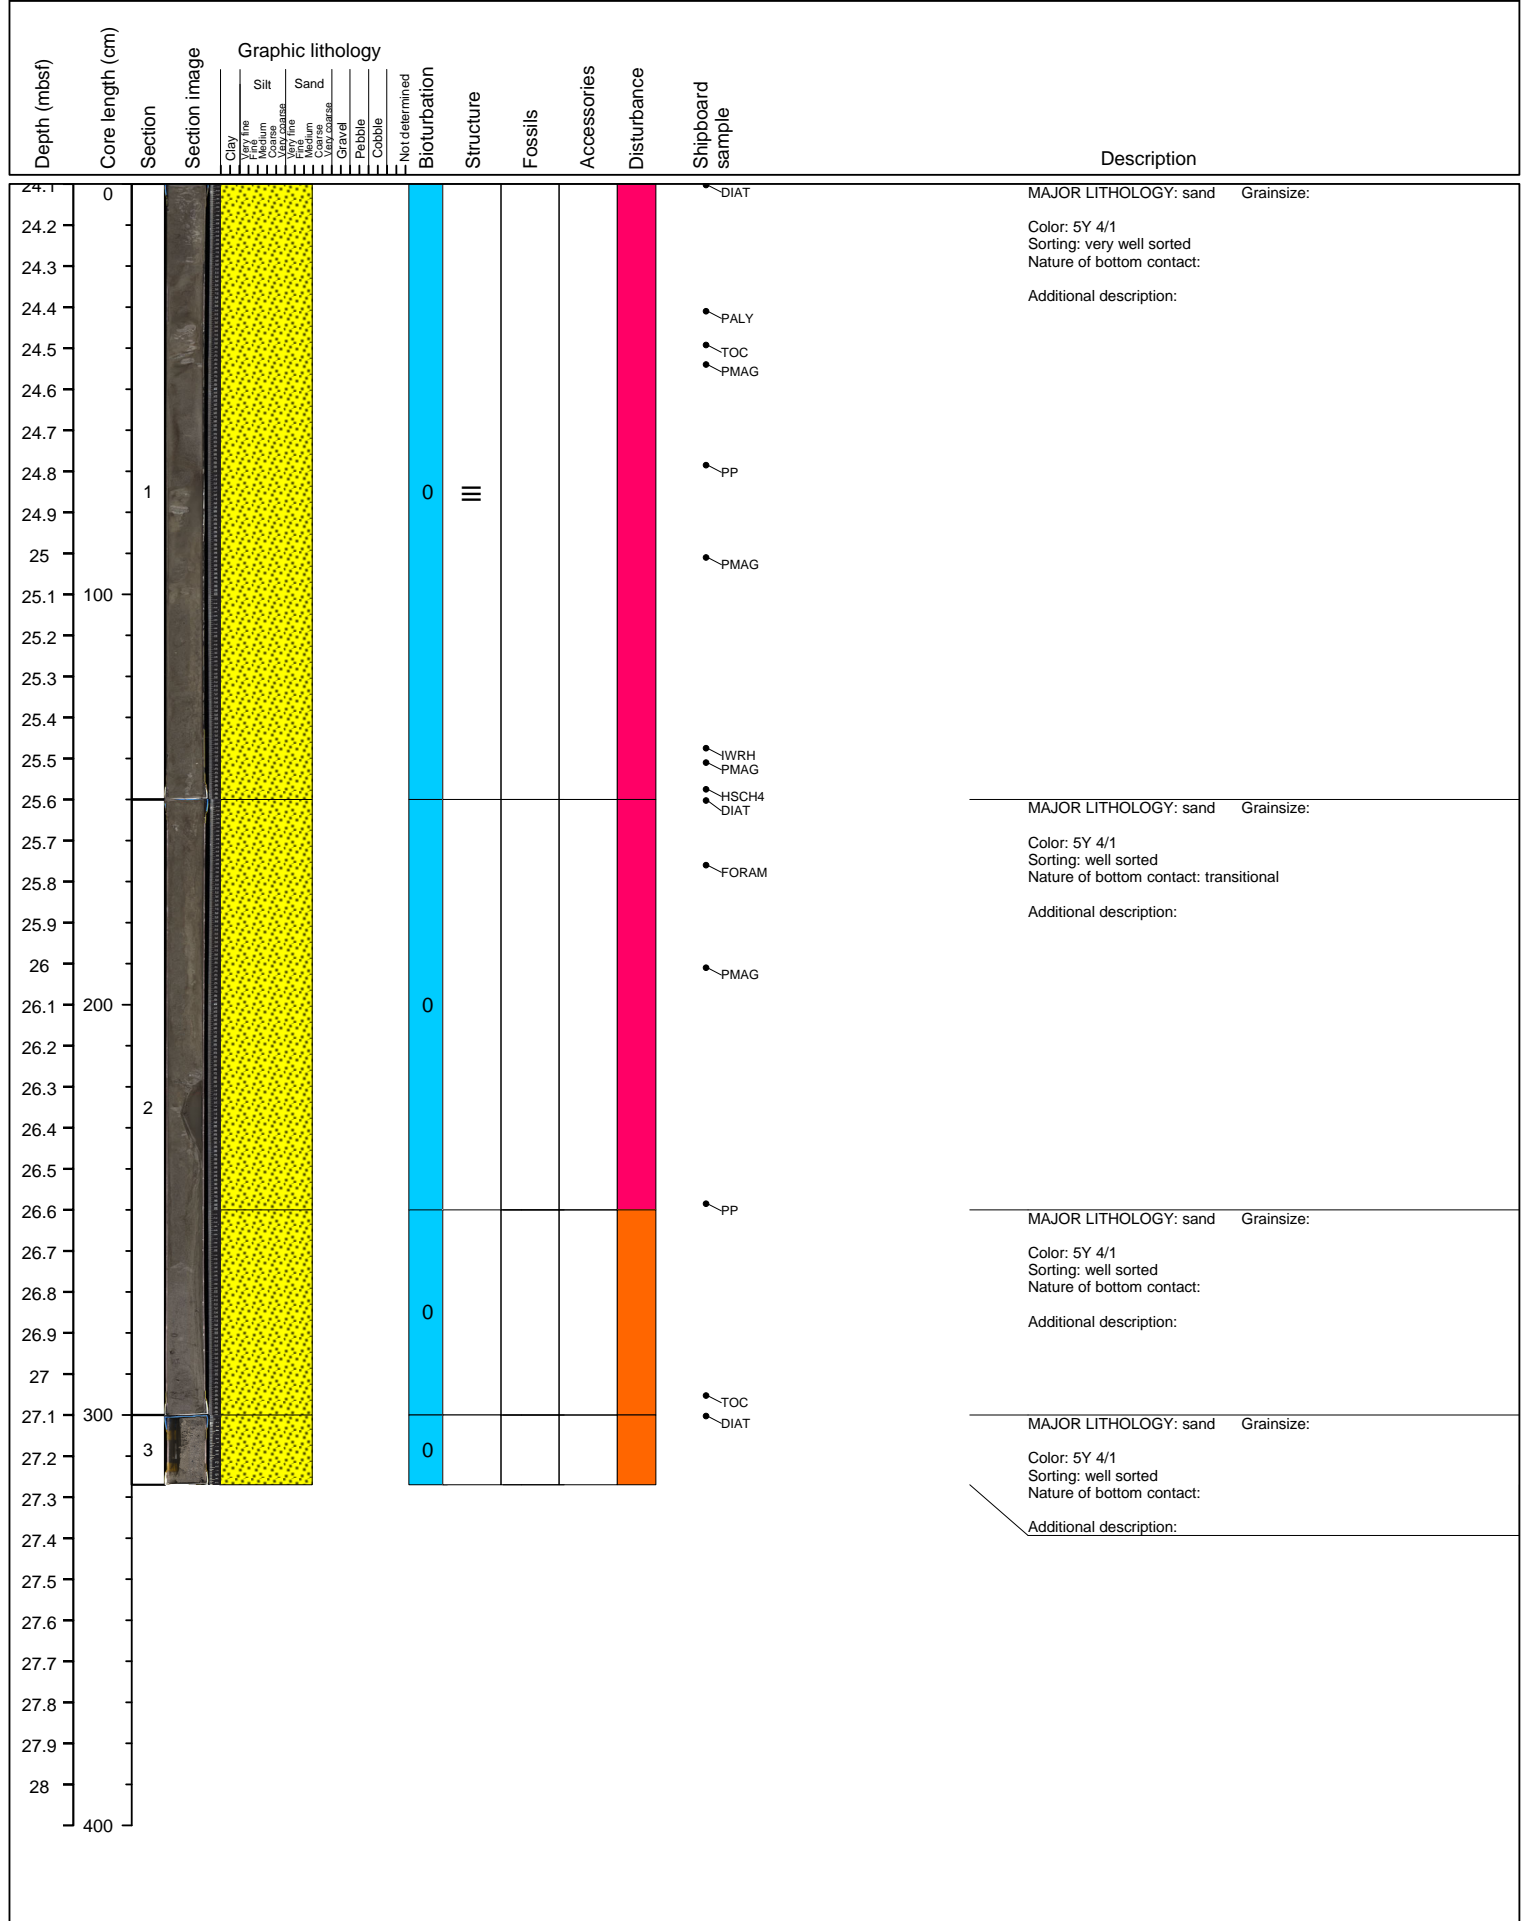 Depth (mbsf)
Core length (cm)
Section
Section image
Graphic lithology
Clay
Silt
Very fine
Fine
Medium
Coarse
Very coarse
Sand
Very fine
Fine
Medium
Coarse
Very coarse
Gravel
Pebble
Cobble
Not determined
Bioturbation
Structure
Fossils
Accessories
Disturbance
Shipboard
sample
Description
24.1 0 DIAT MAJOR LITHOLOGY: sand Grainsize:
24.2 Color: 5Y 4/1
Sorting: very well sorted
24.3 Nature of bottom contact:
Additional description:
24.4 PALY
24.5 TOC
24.6 PMAG
24.7
24.8 PP
1 0
24.9
25 PMAG
25.1 100
25.2
25.3
25.4
25.5 IWRH
PMAG
25.6 HSCH4
DIAT MAJOR LITHOLOGY: sand Grainsize:
25.7 Color: 5Y 4/1
Sorting: well sorted
25.8 FORAM Nature of bottom contact: transitional
25.9 Additional description:
26 PMAG
26.1 200 0
26.2
26.3
2
26.4
26.5
26.6 PP
MAJOR LITHOLOGY: sand Grainsize:
26.7 Color: 5Y 4/1
Sorting: well sorted
26.8 Nature of bottom contact:
0
26.9 Additional description:
27
TOC
27.1 300 DIAT MAJOR LITHOLOGY: sand Grainsize:
3 0
27.2 Color: 5Y 4/1
Sorting: well sorted
27.3 Nature of bottom contact:
Additional description:
27.4
27.5
27.6
27.7
27.8
27.9
28
400